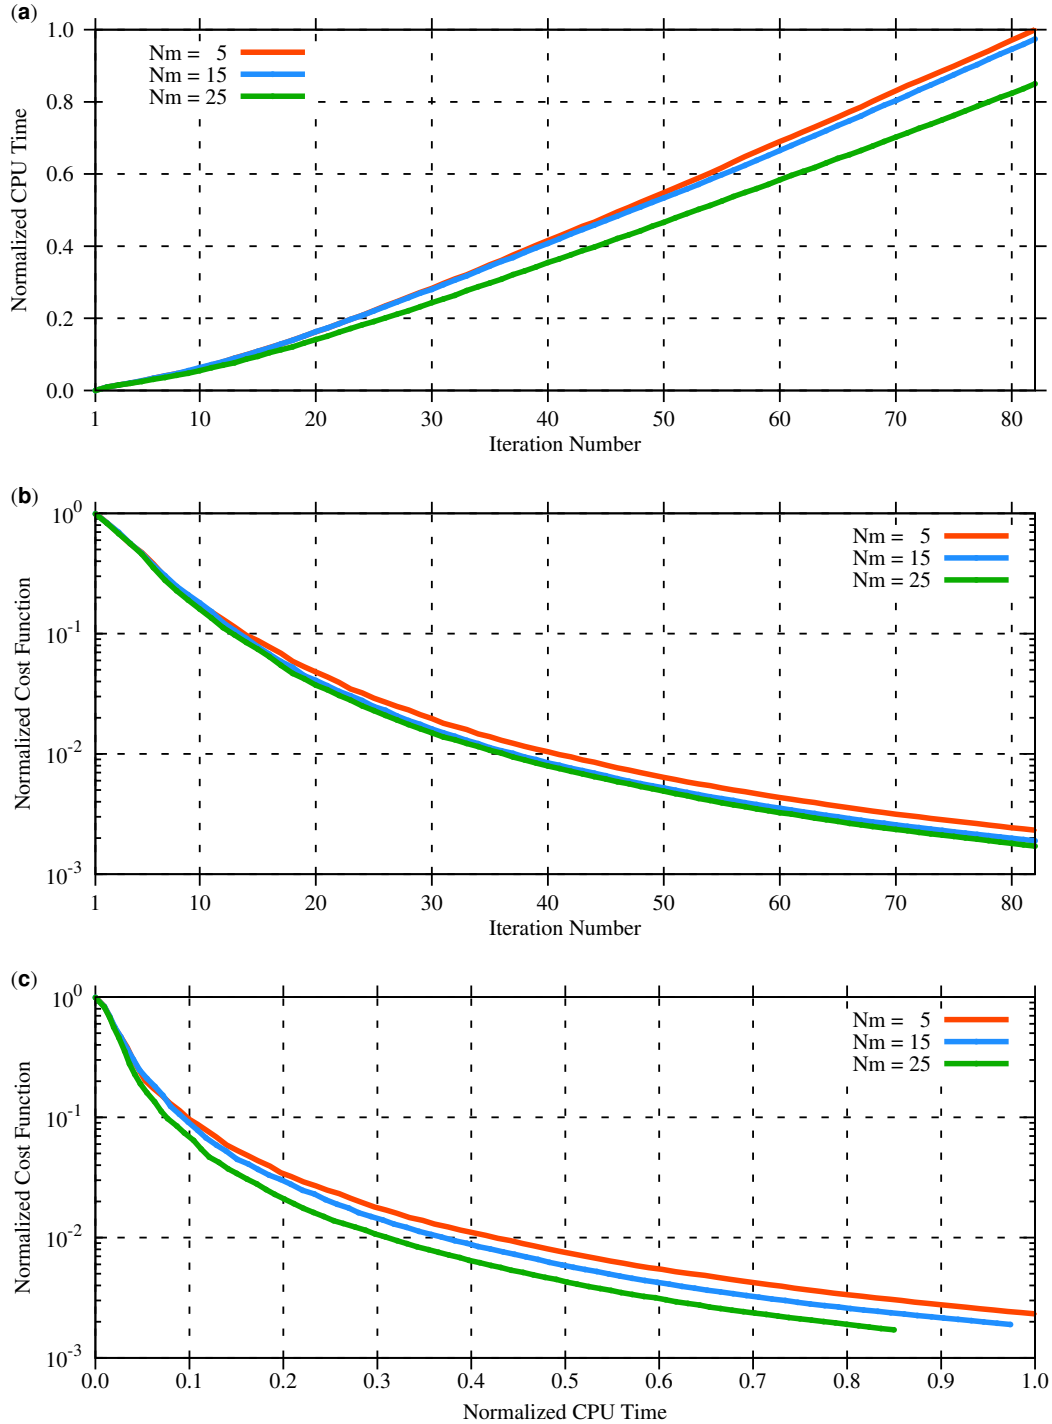 (a)
Normalized CPU Time
1.0
0.8
0.6
0.4
0.2
0.0
Nm = 5
Nm = 15
Nm = 25
1 10 20 30 40 50 60 70 80
Iteration Number
(b)
Normalized Cost Function
10^0
10^-1
10^-2
10^-3
Nm = 5
Nm = 15
Nm = 25
1 10 20 30 40 50 60 70 80
Iteration Number
(c)
Normalized Cost Function
10^0
10^-1
10^-2
10^-3
Nm = 5
Nm = 15
Nm = 25
0.0 0.1 0.2 0.3 0.4 0.5 0.6 0.7 0.8 0.9 1.0
Normalized CPU Time